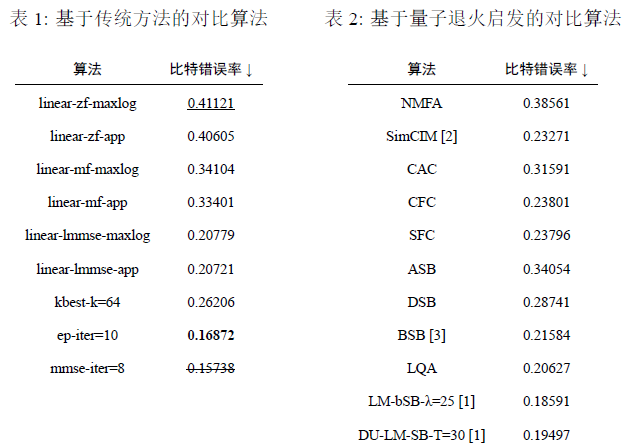 表 1: 基于传统方法的对比算法
算法 比特错误率↓
linear-zf-maxlog 0.41121
linear-zf-app 0.40605
linear-mf-maxlog 0.34104
linear-mf-app 0.33401
linear-lmmse-maxlog 0.20779
linear-lmmse-app 0.20721
kbest-k=64 0.26206
ep-iter=10 0.16872
mmse-iter=8 0.15738
表 2: 基于量子退火启发的对比算法
算法 比特错误率↓
NMFA 0.38561
SimCIM [2] 0.23271
CAC 0.31591
CFC 0.23801
SFC 0.23796
ASB 0.34054
DSB 0.28741
BSB [3] 0.21584
LQA 0.20627
LM-bSB-λ=25 [1] 0.18591
DU-LM-SB-T=30 [1] 0.19497